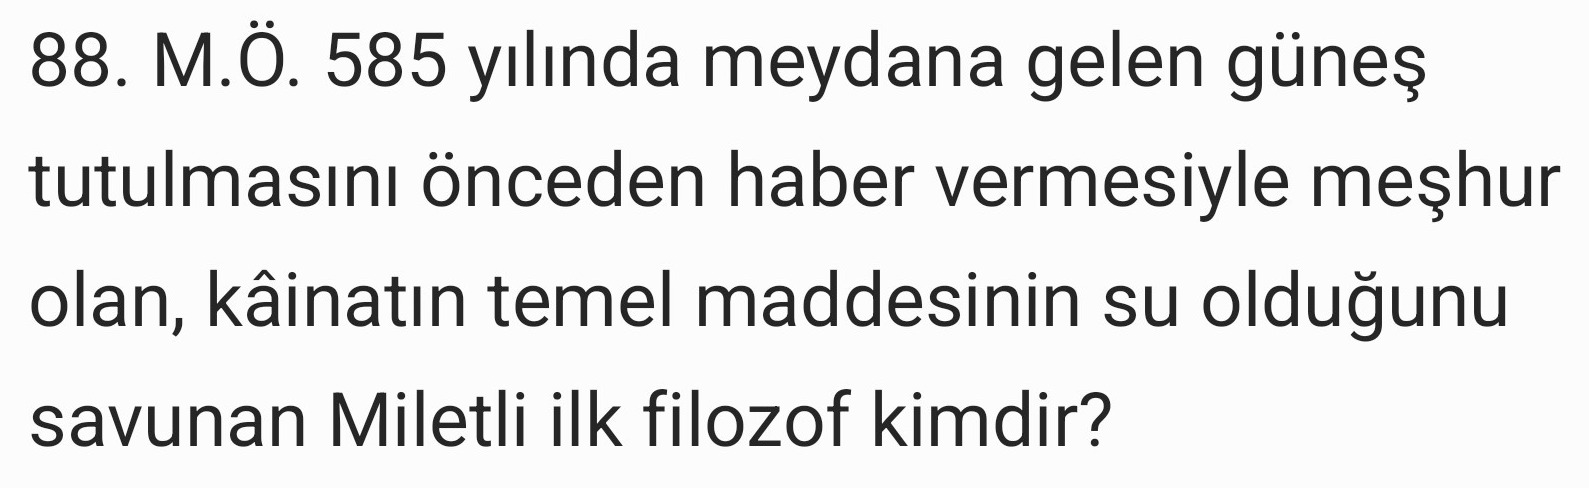 88. M.Ö. 585 yılında meydana gelen güneş
tutulmasını önceden haber vermesiyle meşhur
olan, kâinatın temel maddesinin su olduğunu
savunan Miletli ilk filozof kimdir?